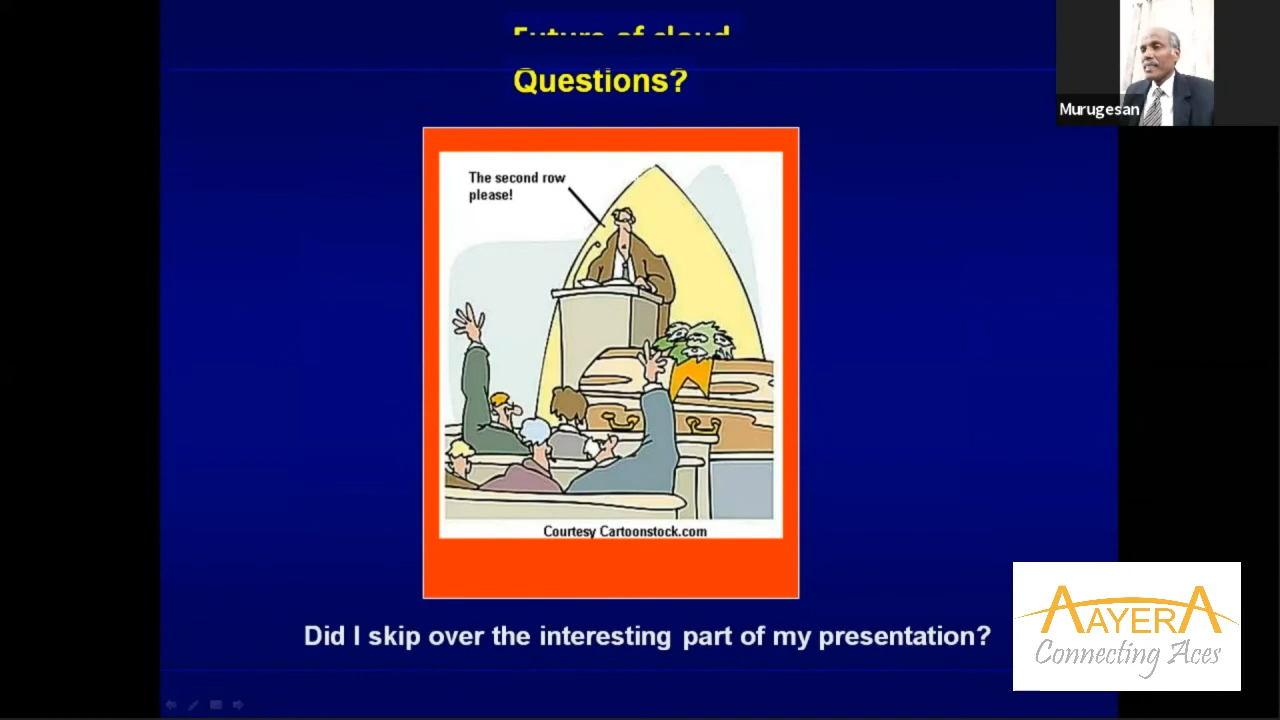 Future of cloud
Questions?
Murugesan
The second row
please!
Courtesy Cartoonstock.com
Did I skip over the interesting part of my presentation?
AAYERA
Connecting Aces